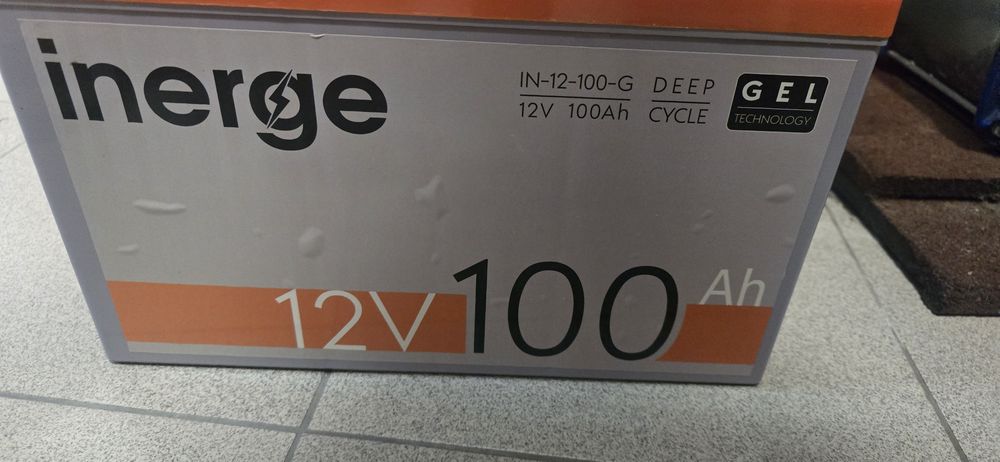 inerge
IN-12-100-G
12V 100Ah
DEEP
CYCLE
GEL
TECHNOLOGY
12V 100 Ah